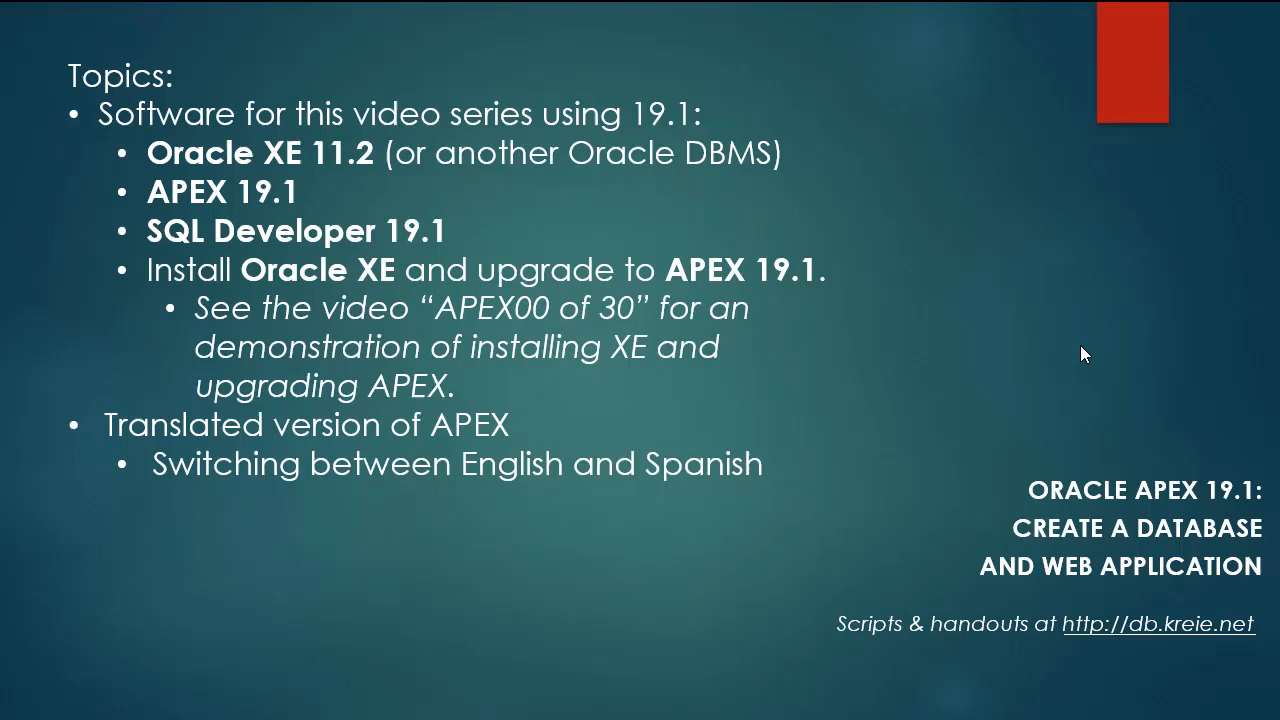 Topics:
• Software for this video series using 19.1:
• Oracle XE 11.2 (or another Oracle DBMS)
• APEX 19.1
• SQL Developer 19.1
• Install Oracle XE and upgrade to APEX 19.1.
• See the video “APEX00 of 30” for an
demonstration of installing XE and
upgrading APEX.
• Translated version of APEX
• Switching between English and Spanish
ORACLE APEX 19.1:
CREATE A DATABASE
AND WEB APPLICATION
Scripts & handouts at http://db.kreie.net